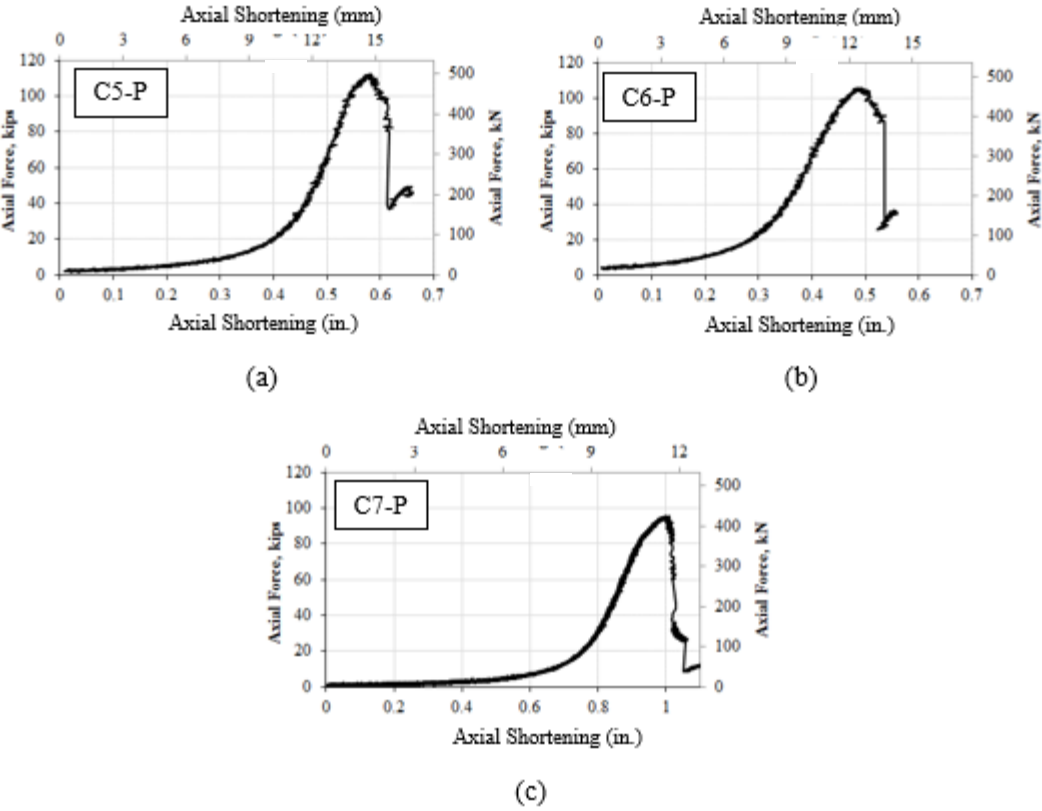 Axial Shortening (mm)
0 3 6 9 12 15
120 100 80 60 40 20 0
Axial Force, kips
C5-P
500 400 300 200 100 0
Axial Force, kN
0 0.1 0.2 0.3 0.4 0.5 0.6 0.7
Axial Shortening (in.)
(a)
Axial Shortening (mm)
0 3 6 9 12 15
120 100 80 60 40 20 0
Axial Force, kips
C6-P
500 400 300 200 100 0
Axial Force, kN
0 0.1 0.2 0.3 0.4 0.5 0.6 0.7
Axial Shortening (in.)
(b)
Axial Shortening (mm)
0 3 6 9 12
120 100 80 60 40 20 0
Axial Force, kips
C7-P
500 400 300 200 100 0
Axial Force, kN
0 0.2 0.4 0.6 0.8 1
Axial Shortening (in.)
(c)